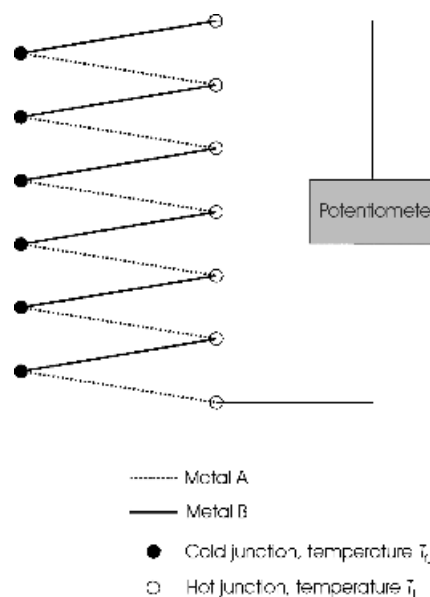 Potentiomete
Metal A
Metal B
Cold junction, temperature T
Hot junction, temperature T